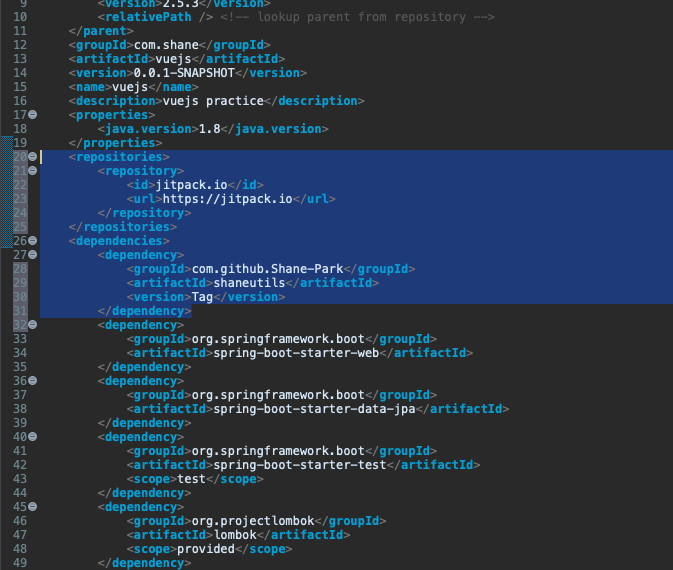 9 <version>2.5.3</version>
10 <relativePath /> <!-- lookup parent from repository -->
11 </parent>
12 <groupId>com.shane</groupId>
13 <artifactId>vuejs</artifactId>
14 <version>0.0.1-SNAPSHOT</version>
15 <name>vuejs</name>
16 <description>vuejs practice</description>
17 <properties>
18 <java.version>1.8</java.version>
19 </properties>
20 <repositories>
21 <repository>
22 <id>jitpack.io</id>
23 <url>https://jitpack.io</url>
24 </repository>
25 </repositories>
26 <dependencies>
27 <dependency>
28 <groupId>com.github.Shane-Park</groupId>
29 <artifactId>shaneutils</artifactId>
30 <version>Tag</version>
31 </dependency>
32 <dependency>
33 <groupId>org.springframework.boot</groupId>
34 <artifactId>spring-boot-starter-web</artifactId>
35 </dependency>
36 <dependency>
37 <groupId>org.springframework.boot</groupId>
38 <artifactId>spring-boot-starter-data-jpa</artifactId>
39 </dependency>
40 <dependency>
41 <groupId>org.springframework.boot</groupId>
42 <artifactId>spring-boot-starter-test</artifactId>
43 <scope>test</scope>
44 </dependency>
45 <dependency>
46 <groupId>org.projectlombok</groupId>
47 <artifactId>lombok</artifactId>
48 <scope>provided</scope>
49 </dependency>